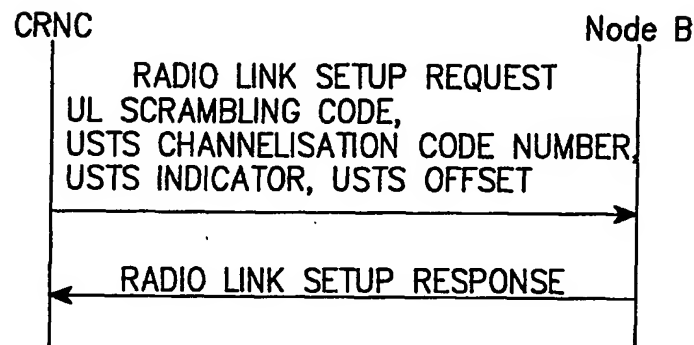 CRNC
Node B
RADIO LINK SETUP REQUEST
UL SCRAMBLING CODE,
USTS CHANNELISATION CODE NUMBER,
USTS INDICATOR, USTS OFFSET
RADIO LINK SETUP RESPONSE